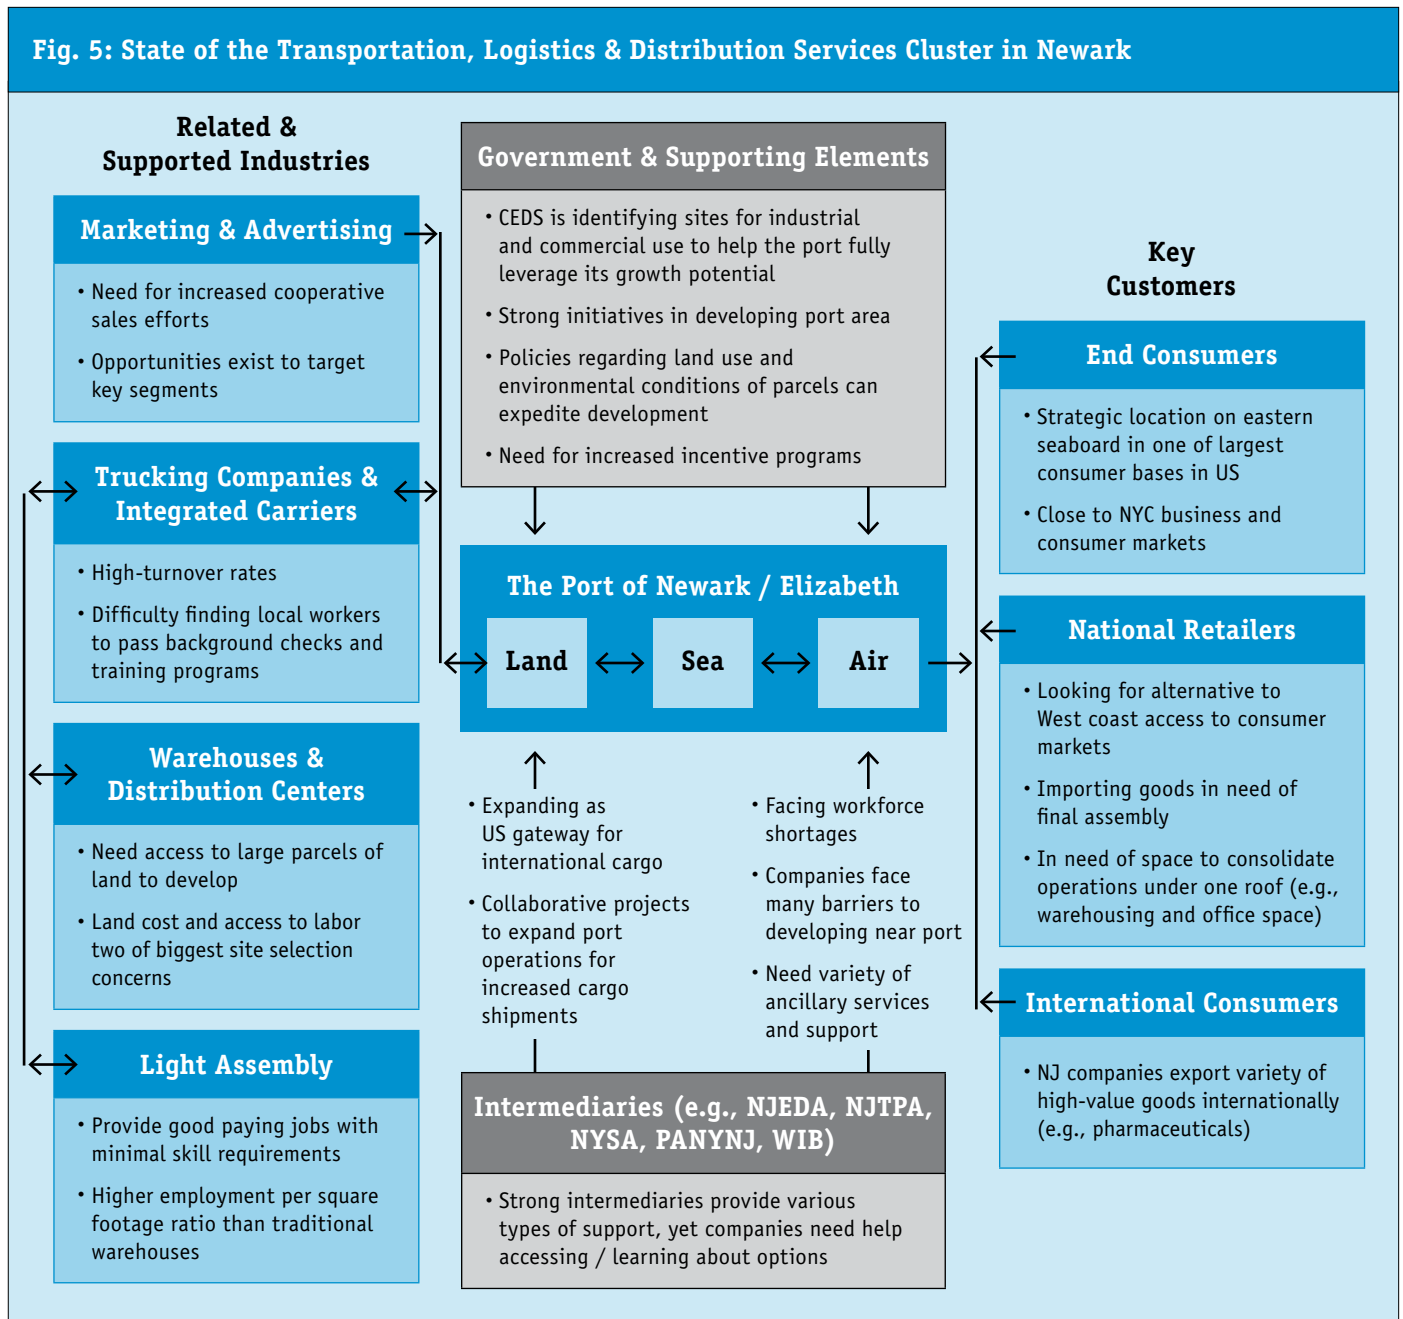 Fig. 5: State of the Transportation, Logistics & Distribution Services Cluster in Newark
Related &
Supported Industries
Marketing & Advertising
• Need for increased cooperative
sales efforts
• Opportunities exist to target
key segments
Trucking Companies &
Integrated Carriers
• High-turnover rates
• Difficulty finding local workers
to pass background checks and
training programs
Warehouses &
Distribution Centers
• Need access to large parcels of
land to develop
• Land cost and access to labor
two of biggest site selection
concerns
Light Assembly
• Provide good paying jobs with
minimal skill requirements
• Higher employment per square
footage ratio than traditional
warehouses
Government & Supporting Elements
• CEDS is identifying sites for industrial
and commercial use to help the port fully
leverage its growth potential
• Strong initiatives in developing port area
• Policies regarding land use and
environmental conditions of parcels can
expedite development
• Need for increased incentive programs
The Port of Newark / Elizabeth
Land
Sea
Air
• Expanding as
US gateway for
international cargo
• Collaborative projects
to expand port
operations for
increased cargo
shipments
• Facing workforce
shortages
• Companies face
many barriers to
developing near port
• Need variety of
ancillary services
and support
Intermediaries (e.g., NJEDA, NJTPA,
NYSA, PANYNJ, WIB)
• Strong intermediaries provide various
types of support, yet companies need help
accessing / learning about options
Key
Customers
End Consumers
• Strategic location on eastern
seaboard in one of largest
consumer bases in US
• Close to NYC business and
consumer markets
National Retailers
• Looking for alternative to
West coast access to consumer
markets
• Importing goods in need of
final assembly
• In need of space to consolidate
operations under one roof (e.g.,
warehousing and office space)
International Consumers
• NJ companies export variety of
high-value goods internationally
(e.g., pharmaceuticals)